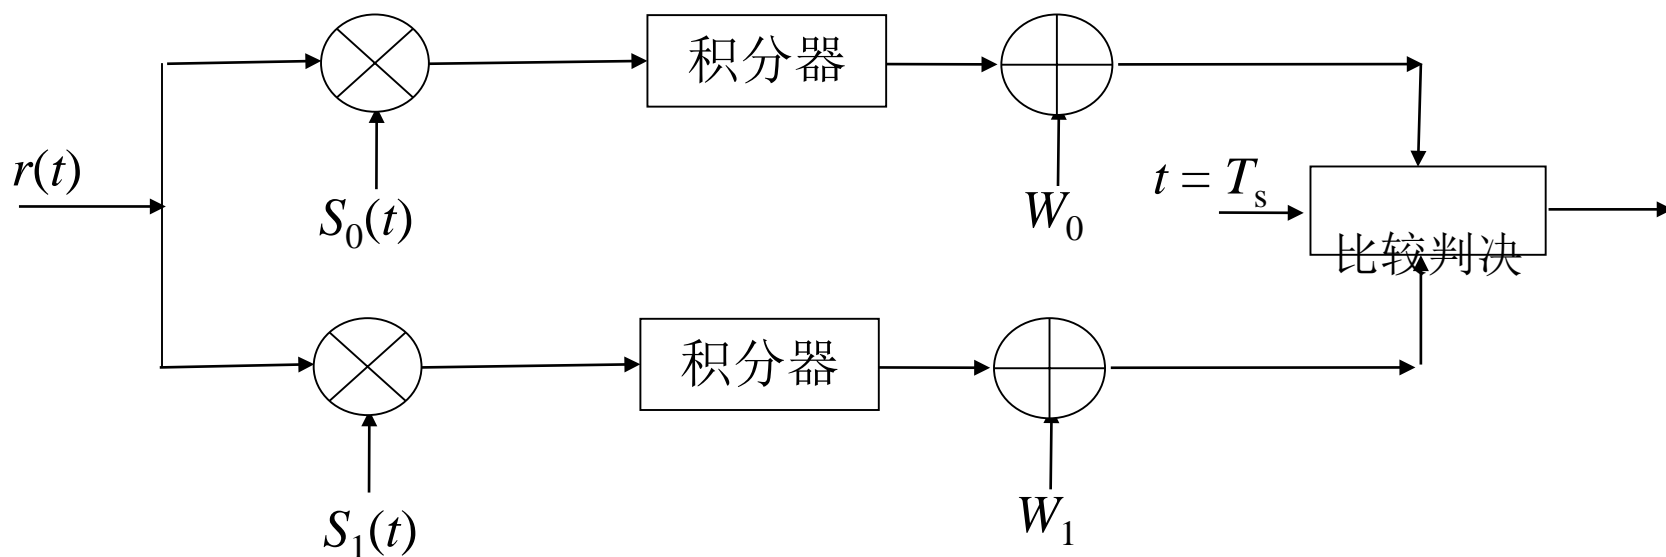 积分器
r(t)
S₀(t)
W₀
t = Tₛ
比较判决
积分器
S₁(t)
W₁